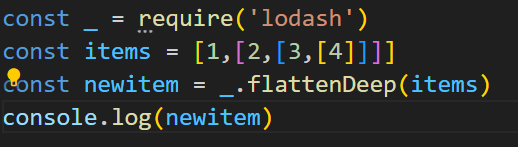 const _ = require('lodash')
const items = [1,[2,[3,[4]]]]
const newitem = _.flattenDeep(items)
console.log(newitem)